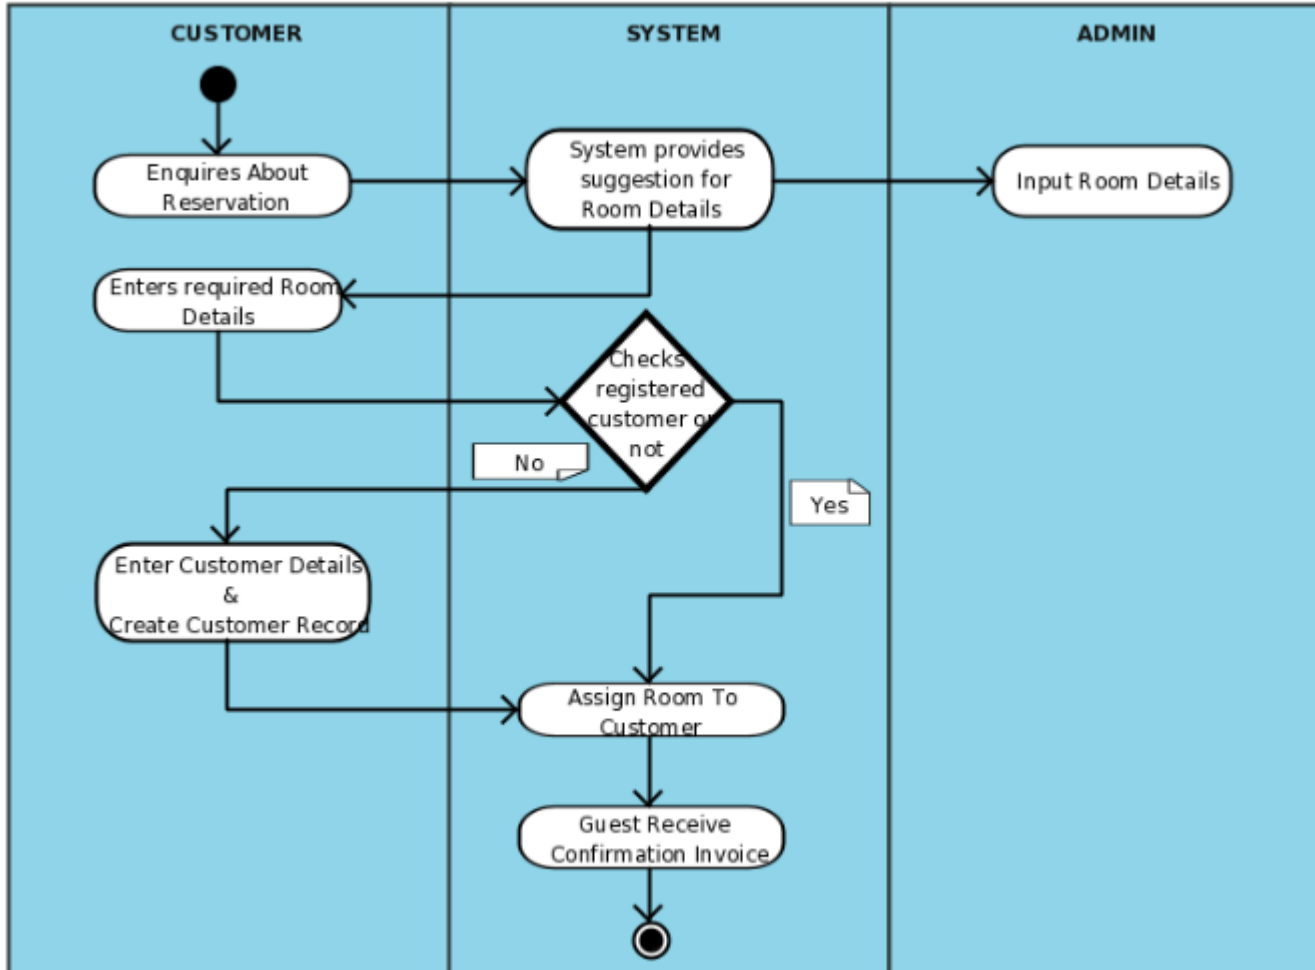 CUSTOMER
SYSTEM
ADMIN
Enquires About
Reservation
System provides
suggestion for
Room Details
Input Room Details
Enters required Room
Details
Checks
registered
customer or
not
No
Yes
Enter Customer Details
&
Create Customer Record
Assign Room To
Customer
Guest Receive
Confirmation Invoice